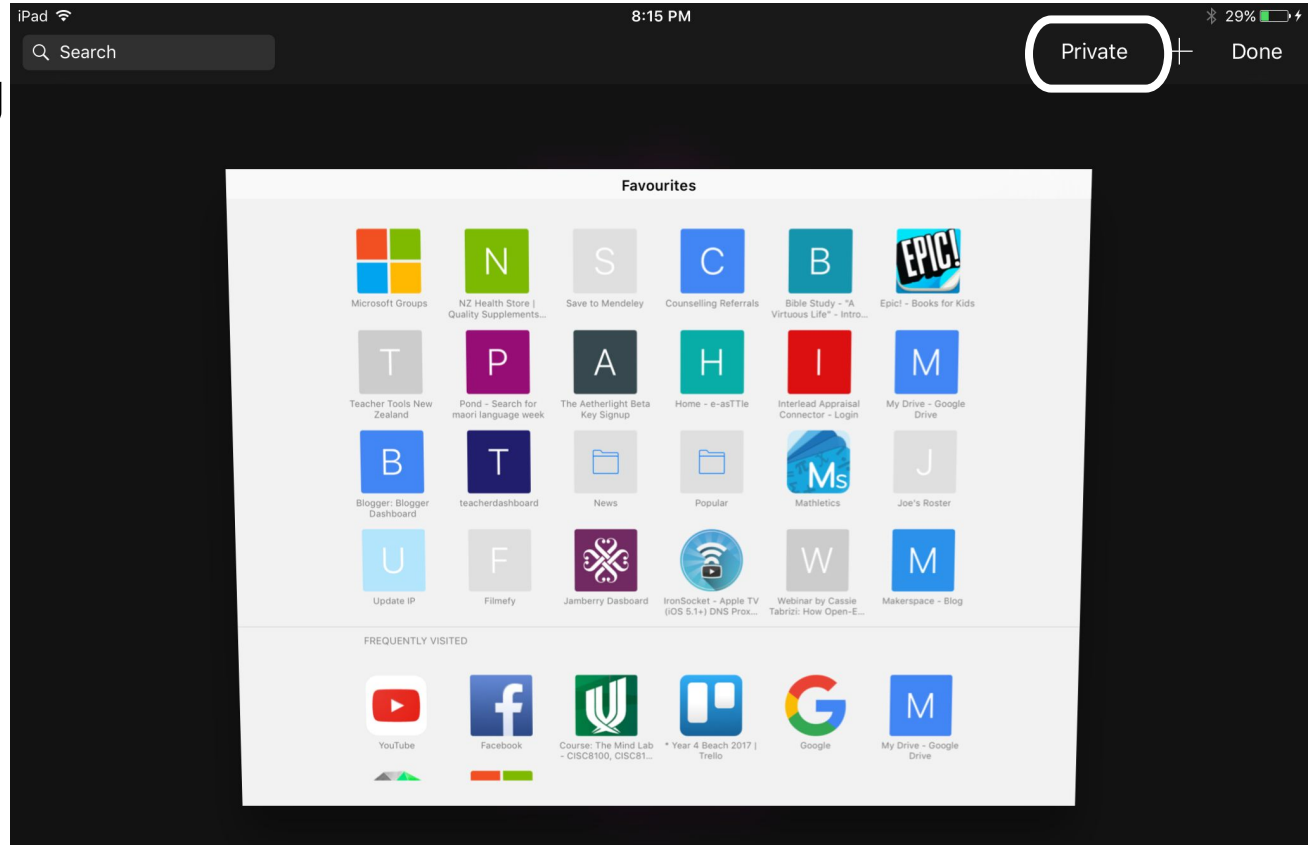 iPad 8:15 PM 29%
Search Private + Done
Favourites
N S C B EPIC!
Microsoft Groups NZ Health Store | Save to Mendeley Counselling Referrals Bible Study - "A Epic! - Books for Kids
Quality Supplements... Virtuous Life" - Intro...
T P A H I M
Teacher Tools New Pond - Search for The Aetherlight Beta Home - e-asTTle Interlead Appraisal My Drive - Google
Zealand maori language week Key Signup Connector - Login Drive
B T Ms J
Blogger: Blogger teacherdashboard News Popular Mathletics Joe's Roster
Dashboard
U F W M
Update IP Filmefy Jamberry Dasboard IronSocket - Apple TV Webinar by Cassie Makerspace - Blog
(iOS 5.1+) DNS Prox... Tabrizi: How Open-E...
FREQUENTLY VISITED
f G M
YouTube Facebook Course: The Mind Lab * Year 4 Beach 2017 | Google My Drive - Google
- CISC8100, CISC81... Trello Drive